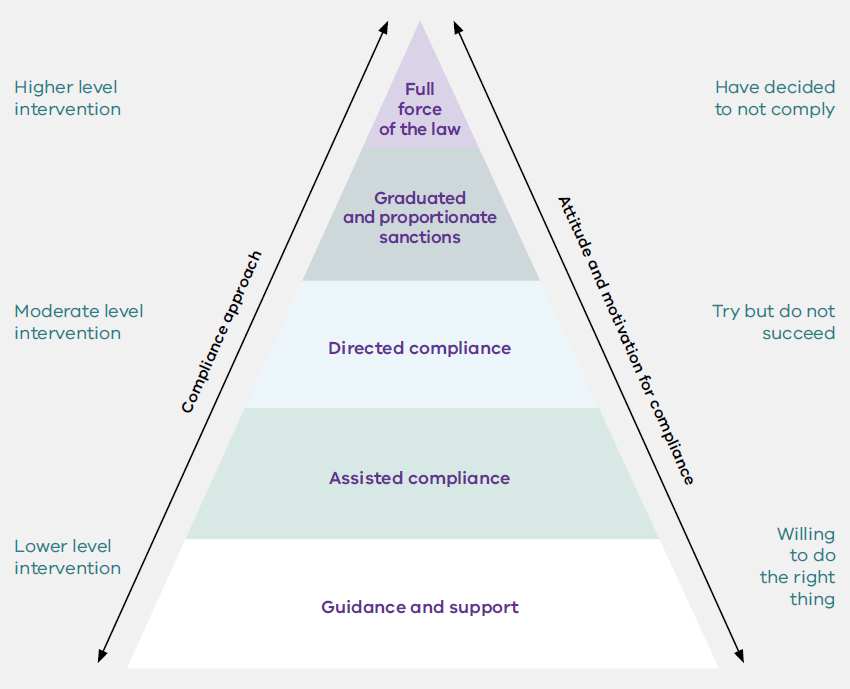 Higher level
intervention
Full
force
of the law
Have decided
to not comply
Graduated
and proportionate
sanctions
Compliance approach
Attitude and motivation for compliance
Moderate level
intervention
Directed compliance
Try but do not
succeed
Assisted compliance
Lower level
intervention
Guidance and support
Willing
to do
the right
thing